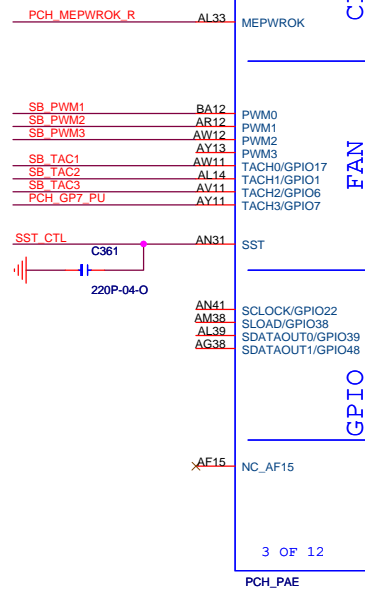 PCH_MEPWROK_R AL33 MEPWROK
SB_PWM1 BA12 PWM0
SB_PWM2 AR12 PWM1
SB_PWM3 AW12 PWM2
AY13 PWM3
SB_TAC1 AW11 TACH0/GPIO17
SB_TAC2 AL14 TACH1/GPIO1
SB_TAC3 AV11 TACH2/GPIO6
PCH_GP7_PU AY11 TACH3/GPIO7
FAN
SST_CTL AN31 SST
C361
220P-04-O
AN41 SCLOCK/GPIO22
AM38 SLOAD/GPIO38
AL39 SDATAOUT0/GPIO39
AG38 SDATAOUT1/GPIO48
GPIO
AF15 NC_AF15
3 OF 12
PCH_PAE